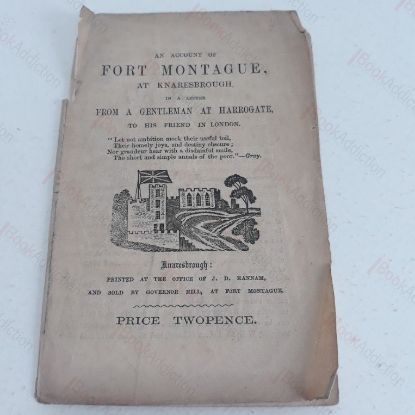 AN ACCOUNT OF
FORT MONTAGUE,
AT KNARESBROUGH,
IN A LETTER
FROM A GENTLEMAN AT HARROGATE,
TO HIS FRIEND IN LONDON.
"Let not ambition mock their useful toil,
Their homely joys, and destiny obscure;
Nor grandeur hear with a disdainful smile,
The short and simple annals of the poor."—Gray.
Knaresbrough:
PRINTED AT THE OFFICE OF J. D. HANNAM,
AND SOLD BY GOVERNOR HILL, AT FORT MONTAGUE.
PRICE TWOPENCE.